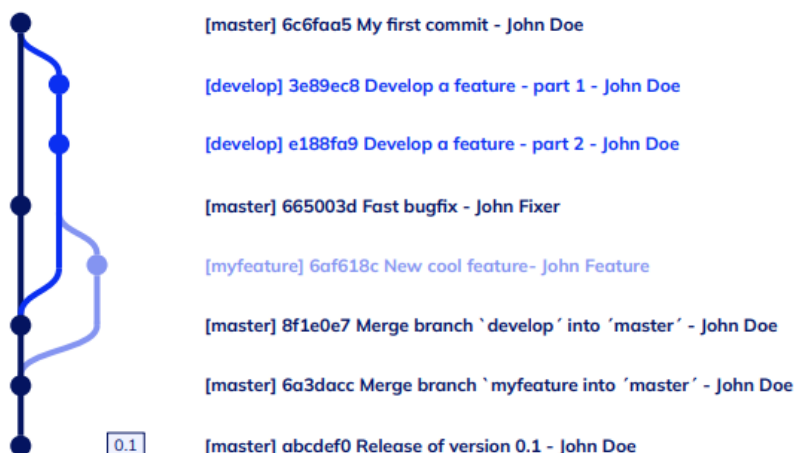 [master] 6c6faa5 My first commit - John Doe
[develop] 3e89ec8 Develop a feature - part 1 - John Doe
[develop] e188fa9 Develop a feature - part 2 - John Doe
[master] 665003d Fast bugfix - John Fixer
[myfeature] 6af618c New cool feature- John Feature
[master] 8f1e0e7 Merge branch `develop´ into ´master´ - John Doe
[master] 6a3dacc Merge branch `myfeature into ´master´ - John Doe
0.1 [master] abcdef0 Release of version 0.1 - John Doe